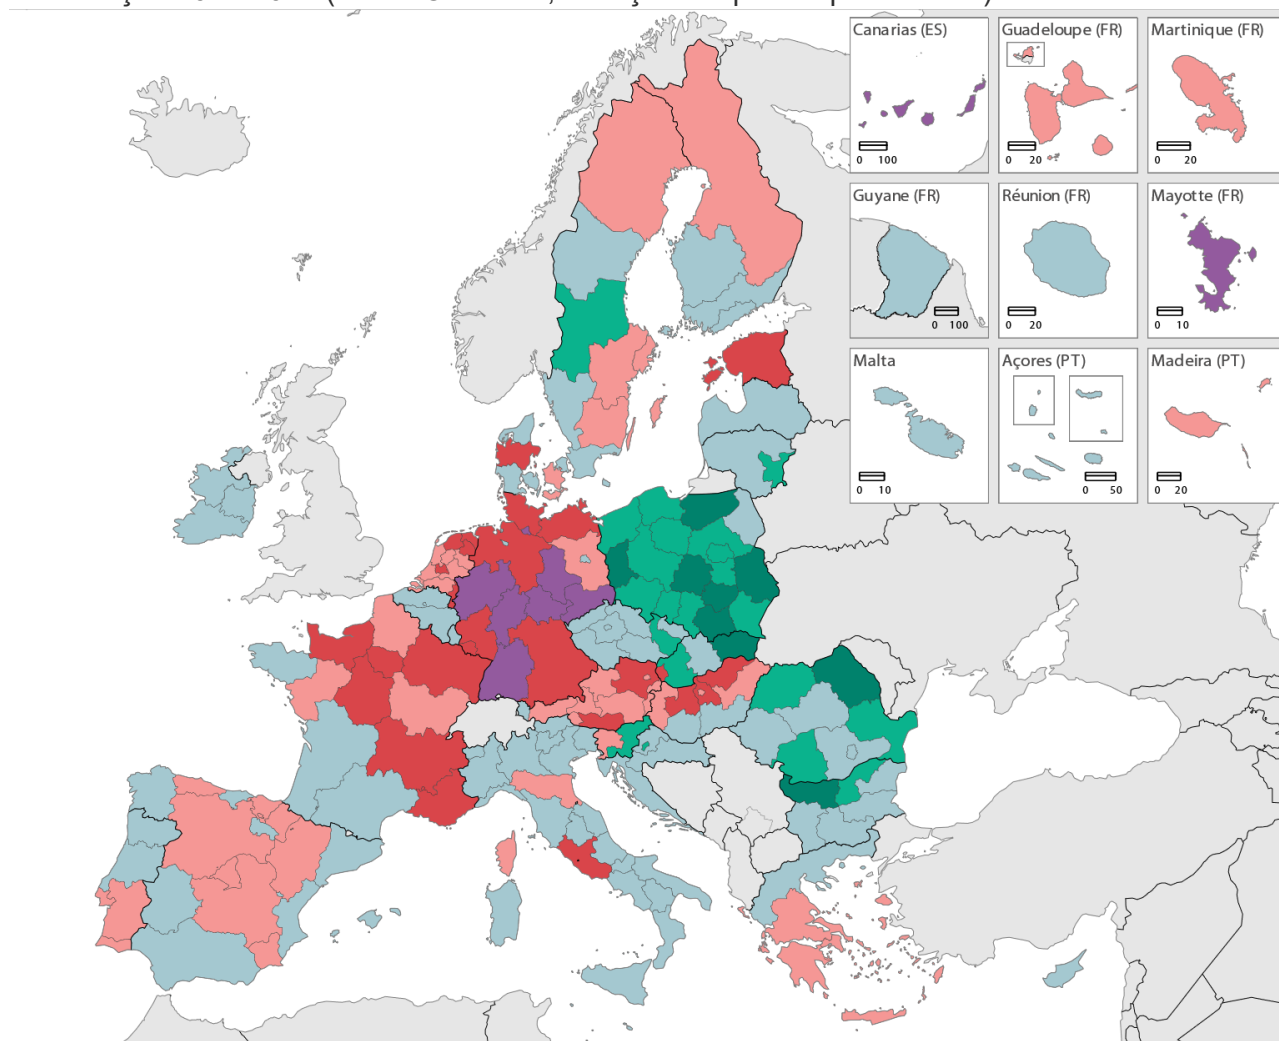 Canarias (ES)
0 100
Guadeloupe (FR)
0 20
Martinique (FR)
0 20
Guyane (FR)
0 100
Réunion (FR)
0 20
Mayotte (FR)
0 10
Malta
0 10
Açores (PT)
0 50
Madeira (PT)
0 20